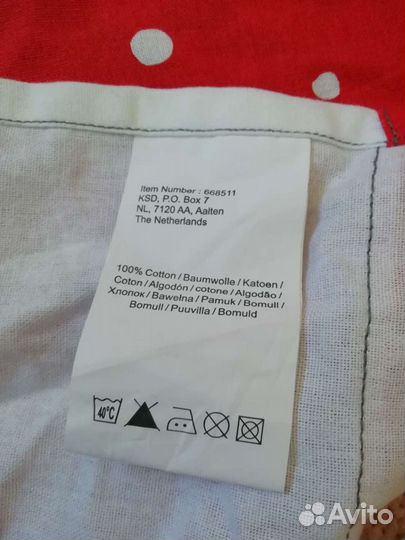 Item Number : 668511
KSD, P.O. Box 7
NL, 7120 AA, Aalten
The Netherlands
100% Cotton / Baumwolle / Katoen /
Coton / Algodón / cotone / Algodão /
Хлопок / Bawełna / Pamuk / Bomull /
Bomull / Puuvilla / Bomuld
40°C
Avito